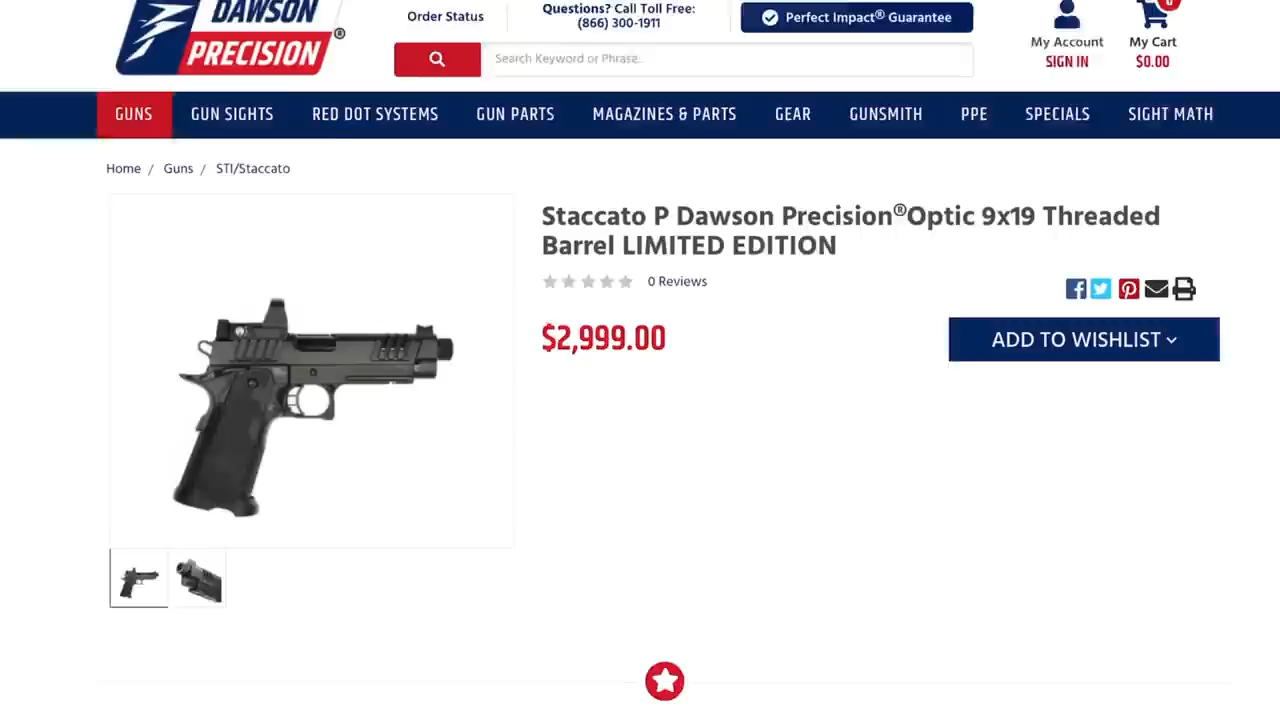 DAWSON
PRECISION®
Order Status
Questions? Call Toll Free:
(866) 300-1911
Perfect Impact® Guarantee
My Account
SIGN IN
0
My Cart
$0.00
Search Keyword or Phrase..
GUNS
GUN SIGHTS
RED DOT SYSTEMS
GUN PARTS
MAGAZINES & PARTS
GEAR
GUNSMITH
PPE
SPECIALS
SIGHT MATH
Home / Guns / STI/Staccato
Staccato P Dawson Precision®Optic 9x19 Threaded
Barrel LIMITED EDITION
0 Reviews
$2,999.00
ADD TO WISHLIST